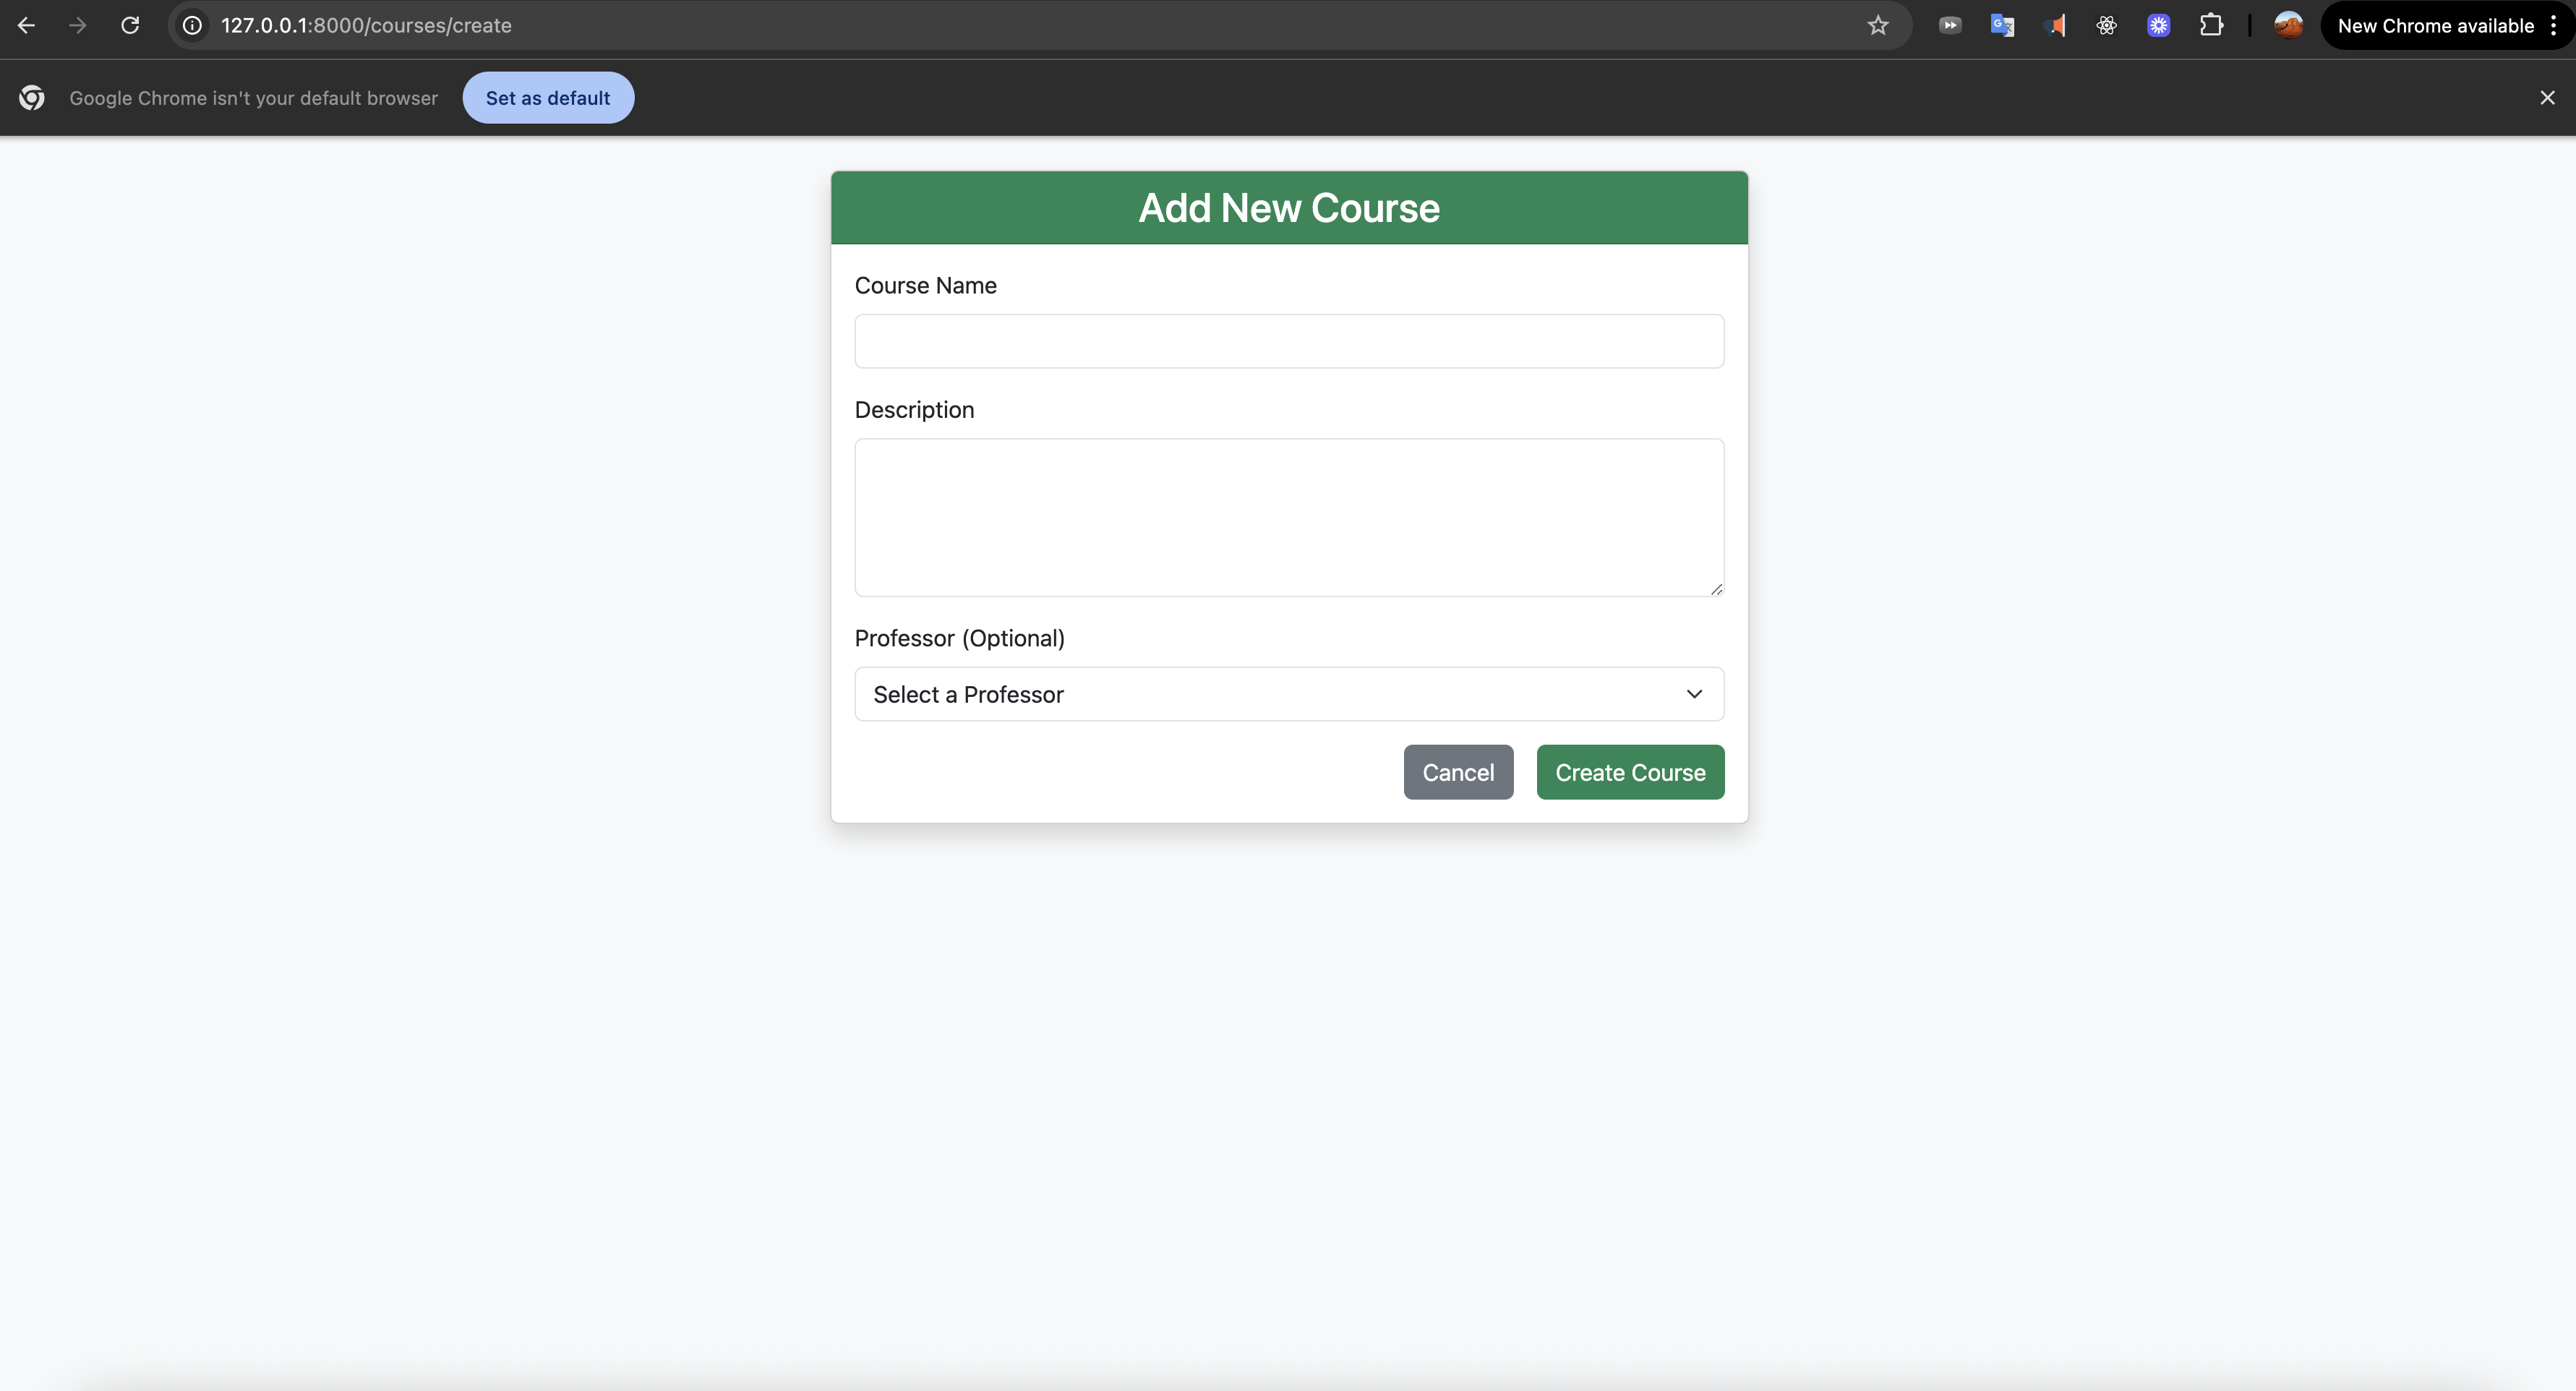 127.0.0.1:8000/courses/create
New Chrome available
Google Chrome isn't your default browser
Set as default
Add New Course
Course Name
Description
Professor (Optional)
Select a Professor
Cancel
Create Course